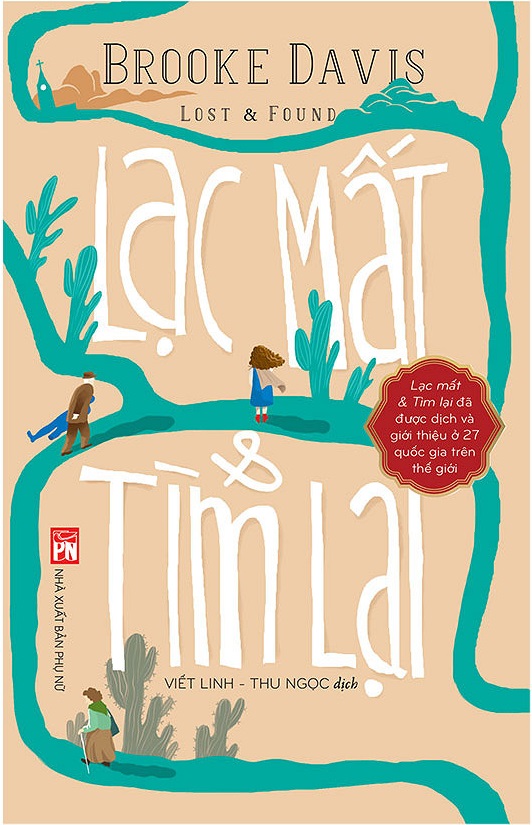 BROOKE DAVIS
LOST & FOUND
LẠC MẤT
&
TÌM LẠI
Lạc mất
& Tìm lại đã
được dịch và
giới thiệu ở 27
quốc gia trên
thế giới
PN
NHÀ XUẤT BẢN PHỤ NỮ
VIẾT LINH - THU NGỌC dịch